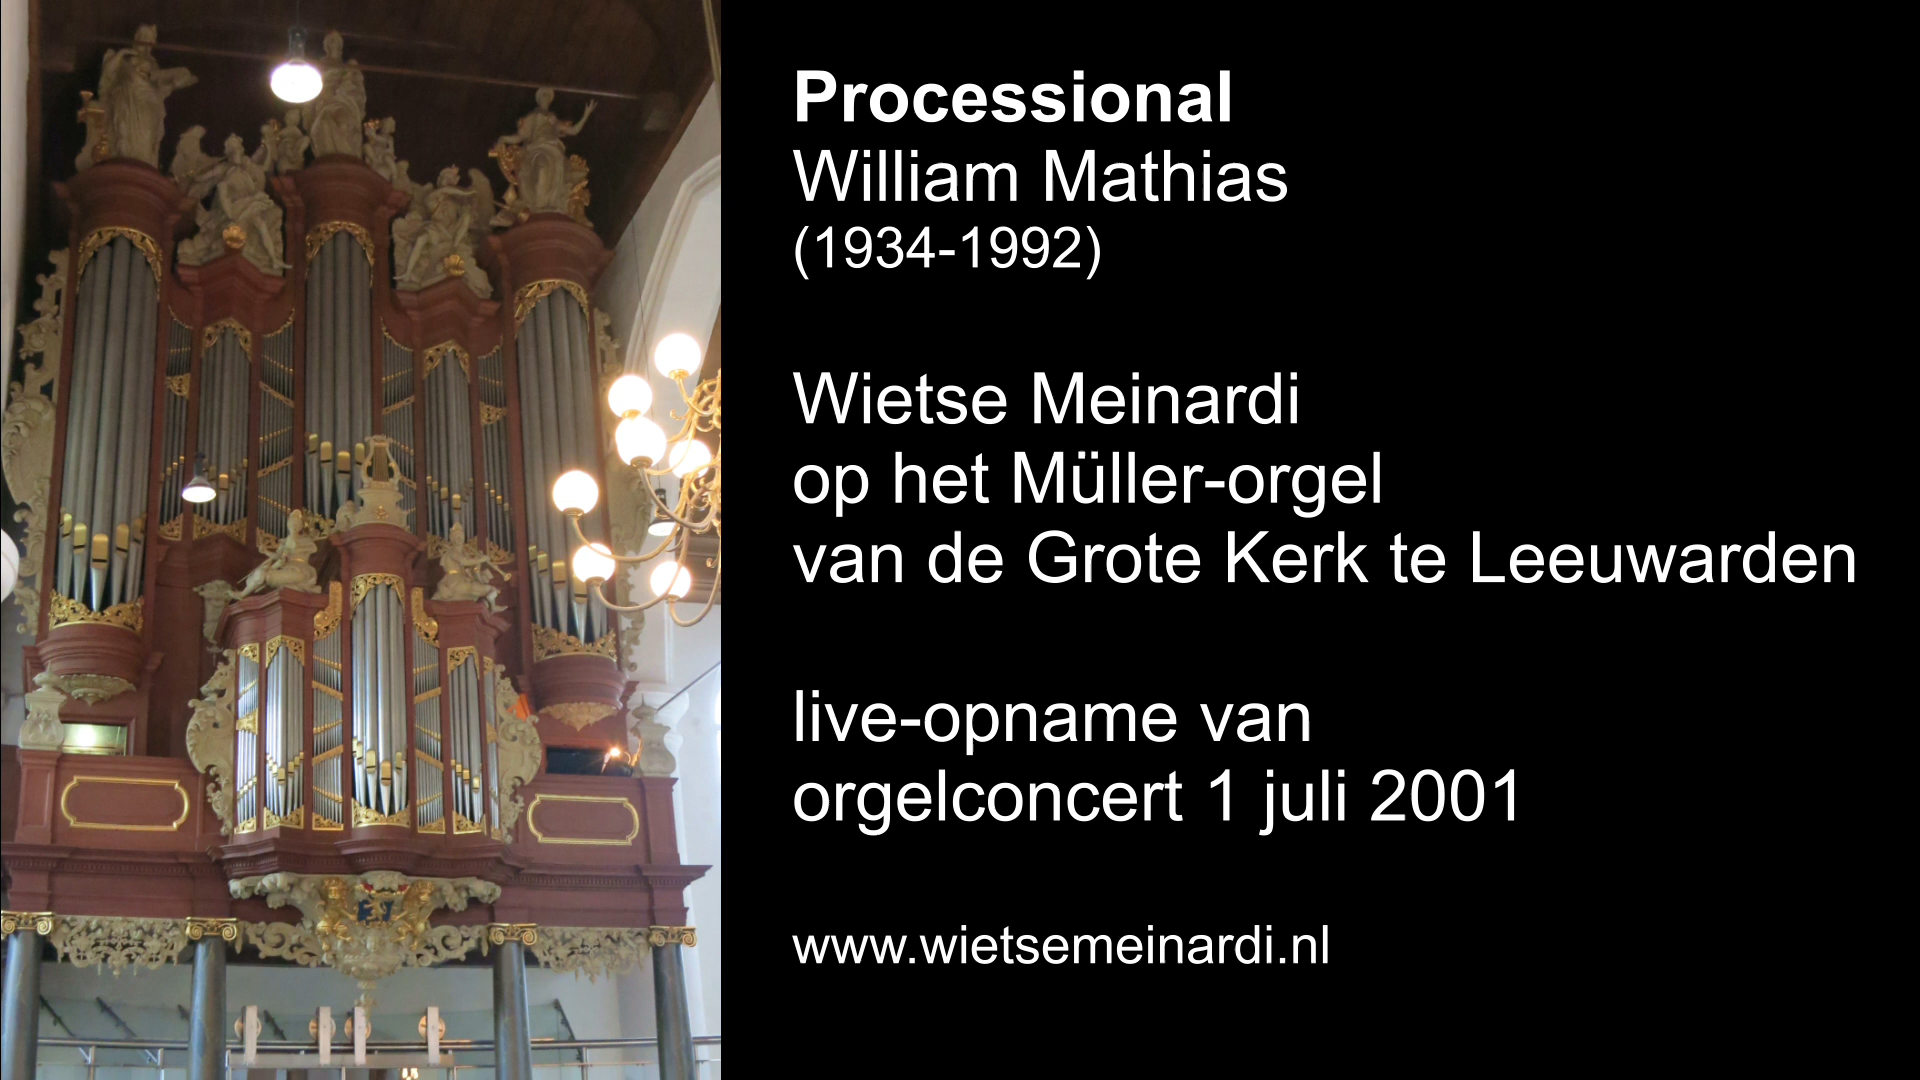 Processional
William Mathias
(1934-1992)
Wietse Meinardi
op het Müller-orgel
van de Grote Kerk te Leeuwarden
live-opname van
orgelconcert 1 juli 2001
www.wietsemeinardi.nl